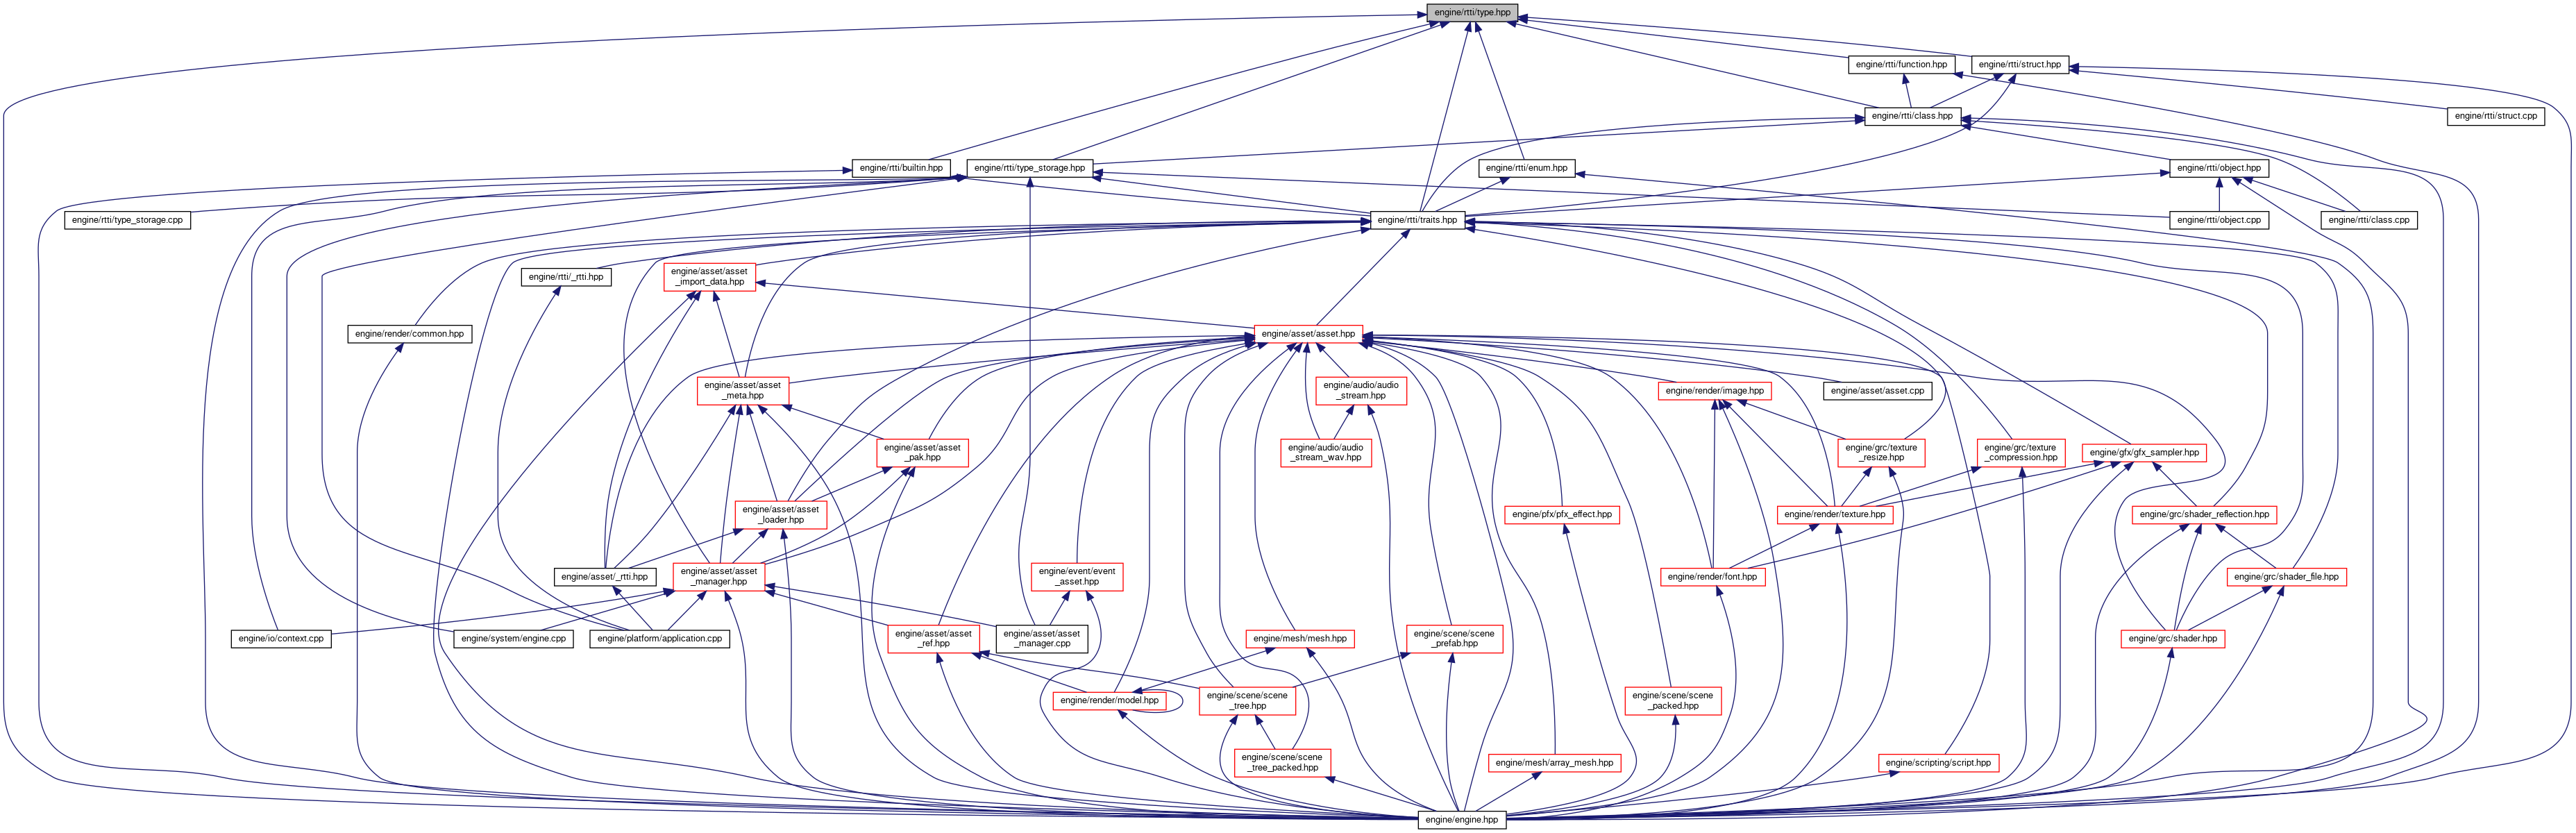 engine/rtti/type.hpp
engine/rtti/function.hpp
engine/rtti/struct.hpp
engine/rtti/class.hpp
engine/rtti/struct.cpp
engine/rtti/builtin.hpp
engine/rtti/type_storage.hpp
engine/rtti/enum.hpp
engine/rtti/object.hpp
engine/rtti/type_storage.cpp
engine/rtti/traits.hpp
engine/rtti/object.cpp
engine/rtti/class.cpp
engine/rtti/_rtti.hpp
engine/asset/asset
_import_data.hpp
engine/render/common.hpp
engine/asset/asset.hpp
engine/asset/asset
_meta.hpp
engine/audio/audio
_stream.hpp
engine/render/image.hpp
engine/asset/asset.cpp
engine/asset/asset
_pak.hpp
engine/audio/audio
_stream_wav.hpp
engine/grc/texture
_resize.hpp
engine/grc/texture
_compression.hpp
engine/gfx/gfx_sampler.hpp
engine/asset/asset
_loader.hpp
engine/pfx/pfx_effect.hpp
engine/render/texture.hpp
engine/grc/shader_reflection.hpp
engine/asset/_rtti.hpp
engine/asset/asset
_manager.hpp
engine/event/event
_asset.hpp
engine/render/font.hpp
engine/grc/shader_file.hpp
engine/io/context.cpp
engine/system/engine.cpp
engine/platform/application.cpp
engine/asset/asset
_ref.hpp
engine/asset/asset
_manager.cpp
engine/mesh/mesh.hpp
engine/scene/scene
_prefab.hpp
engine/grc/shader.hpp
engine/render/model.hpp
engine/scene/scene
_tree.hpp
engine/scene/scene
_packed.hpp
engine/scene/scene
_tree_packed.hpp
engine/mesh/array_mesh.hpp
engine/scripting/script.hpp
engine/engine.hpp